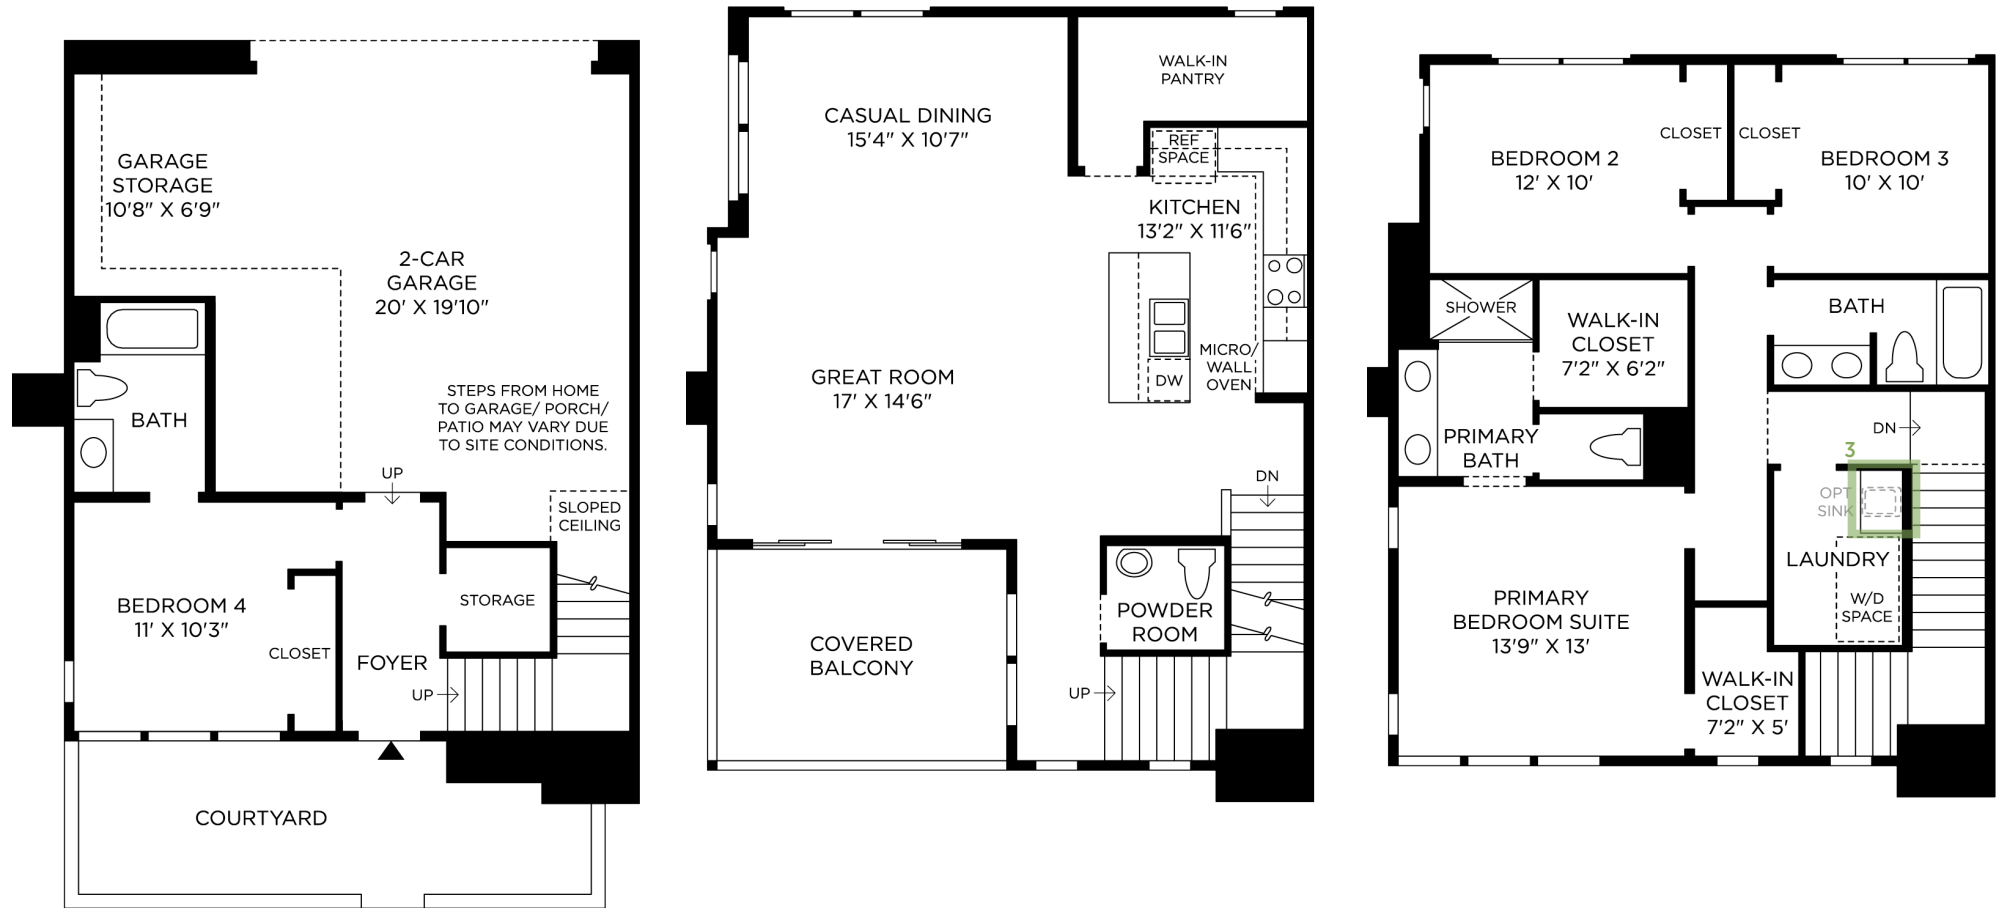 GARAGE
STORAGE
10'8" X 6'9"
2-CAR
GARAGE
20' X 19'10"
STEPS FROM HOME
TO GARAGE/ PORCH/
PATIO MAY VARY DUE
TO SITE CONDITIONS.
BATH
UP
SLOPED
CEILING
BEDROOM 4
11' X 10'3"
CLOSET
STORAGE
FOYER
UP
COURTYARD
WALK-IN
PANTRY
CASUAL DINING
15'4" X 10'7"
REF
SPACE
KITCHEN
13'2" X 11'6"
MICRO/
WALL
OVEN
DW
GREAT ROOM
17' X 14'6"
DN
POWDER
ROOM
COVERED
BALCONY
UP
BEDROOM 2
12' X 10'
CLOSET
CLOSET
BEDROOM 3
10' X 10'
SHOWER
WALK-IN
CLOSET
7'2" X 6'2"
BATH
PRIMARY
BATH
DN
3
OPT
SINK
LAUNDRY
W/D
SPACE
PRIMARY
BEDROOM SUITE
13'9" X 13'
WALK-IN
CLOSET
7'2" X 5'